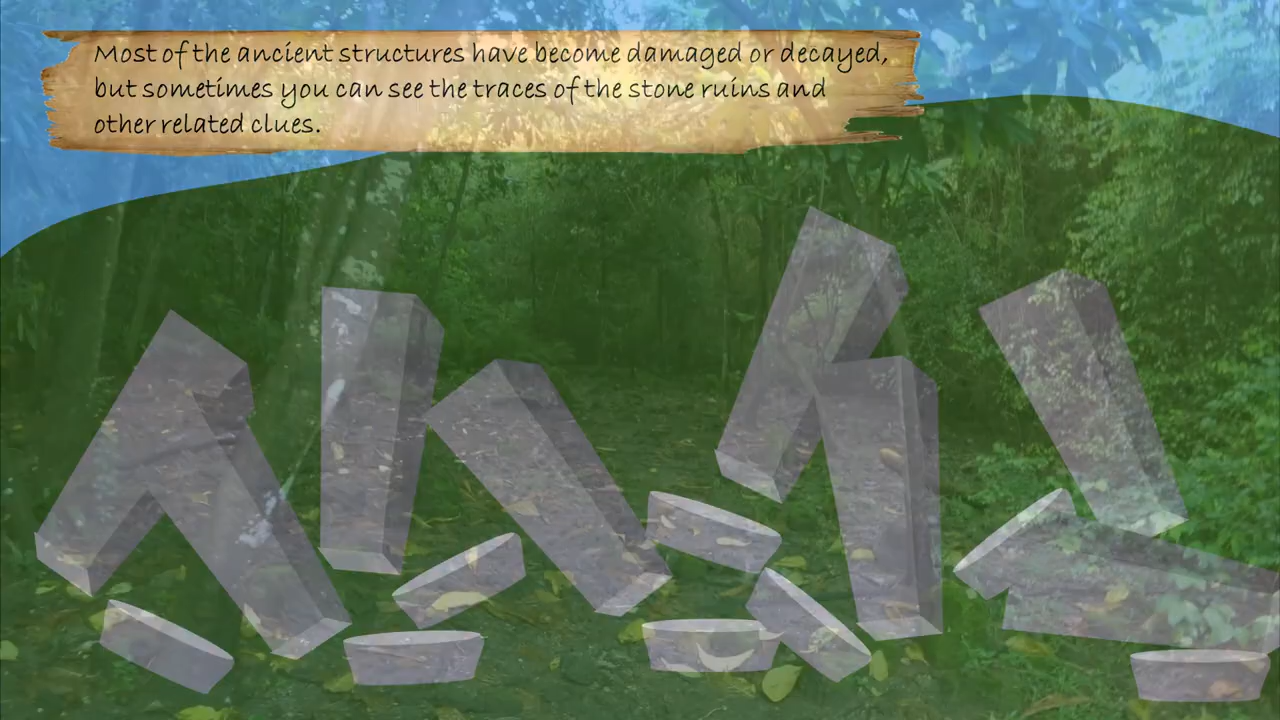 Most of the ancient structures have become damaged or decayed,
but sometimes you can see the traces of the stone ruins and
other related clues.